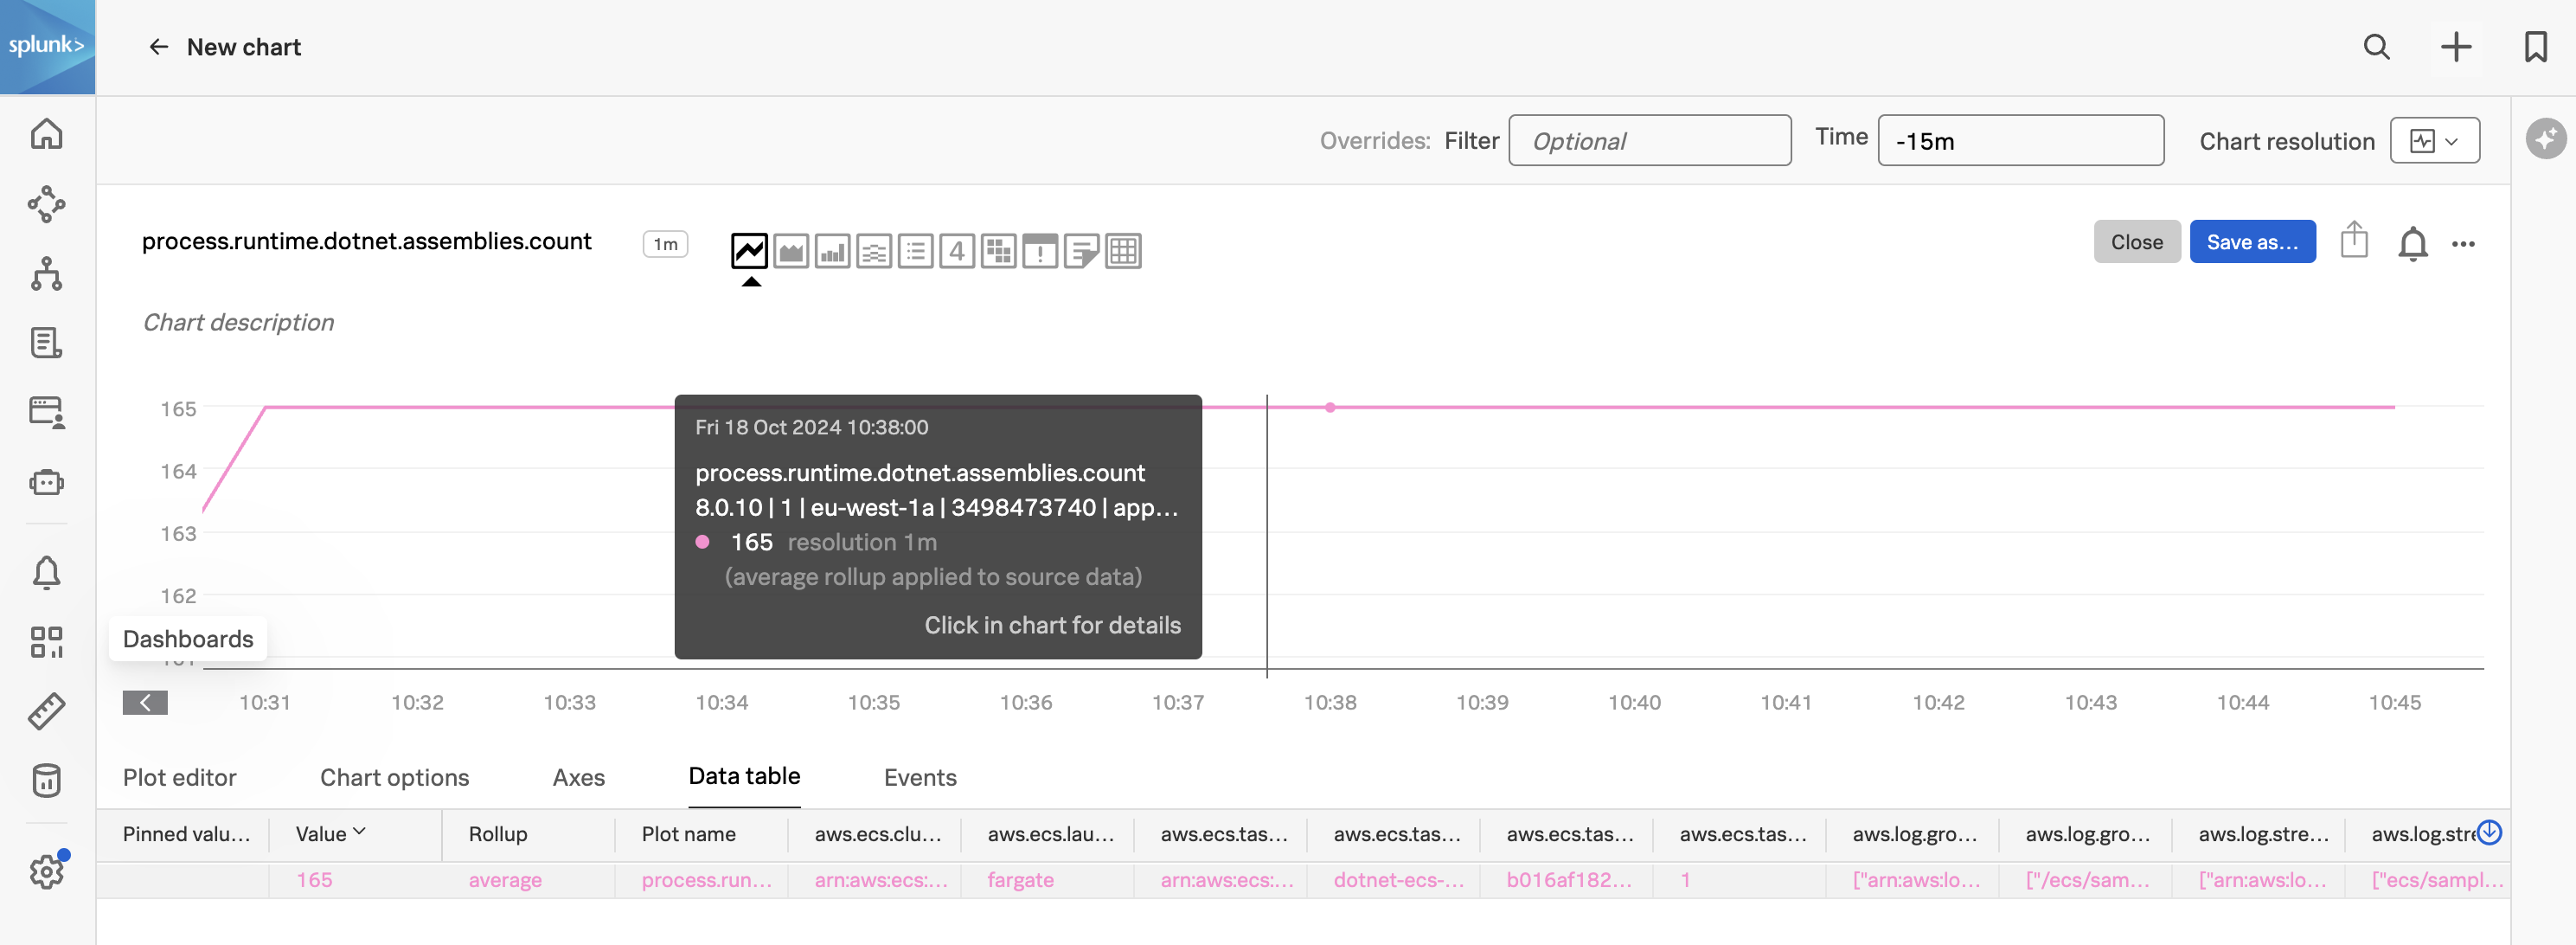 splunk>
New chart
Overrides: Filter Optional Time -15m Chart resolution
process.runtime.dotnet.assemblies.count 1m 4 Close Save as...
Chart description
165
164
163
162
Fri 18 Oct 2024 10:38:00
process.runtime.dotnet.assemblies.count
8.0.10 | 1 | eu-west-1a | 3498473740 | app...
165 resolution 1m
(average rollup applied to source data)
Click in chart for details
Dashboards
10:31 10:32 10:33 10:34 10:35 10:36 10:37 10:38 10:39 10:40 10:41 10:42 10:43 10:44 10:45
Plot editor Chart options Axes Data table Events
Pinned valu... Value Rollup Plot name aws.ecs.clu... aws.ecs.lau... aws.ecs.tas... aws.ecs.tas... aws.ecs.tas... aws.ecs.tas... aws.log.gro... aws.log.gro... aws.log.stre... aws.log.stre
165 average process.run... arn:aws:ecs:... fargate arn:aws:ecs:... dotnet-ecs-... b016af182... 1 ["arn:aws:lo... ["/ecs/sam... ["arn:aws:lo... ["ecs/sampl...